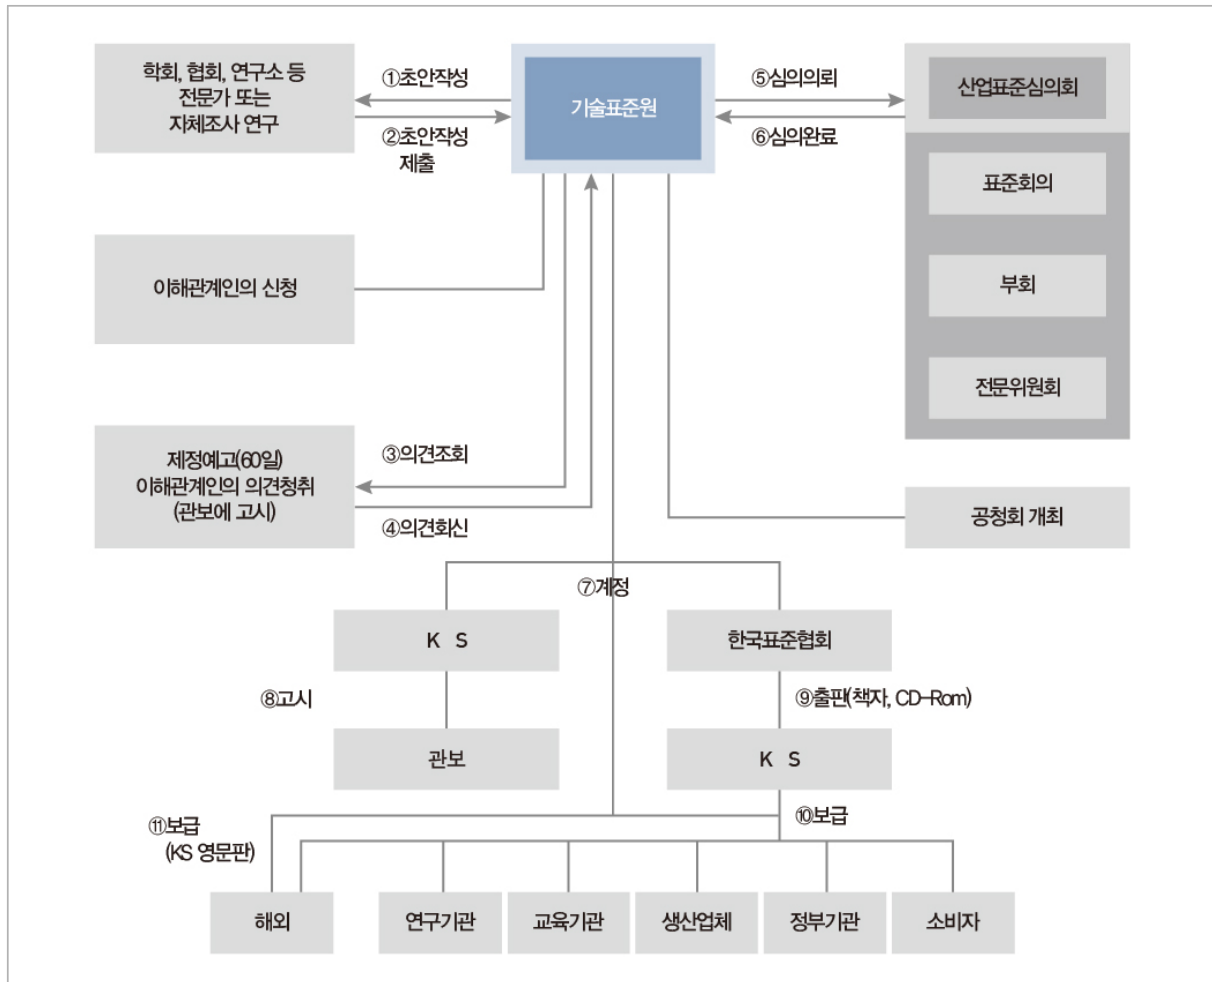 학회, 협회, 연구소 등
전문가 또는
자체조사 연구
①초안작성
②초안작성
제출
기술표준원
⑤심의의뢰
⑥심의완료
산업표준심의회
표준회의
부회
전문위원회
이해관계인의 신청
제정예고(60일)
이해관계인의 의견청취
(관보에 고시)
③의견조회
④의견회신
공청회 개최
⑦계정
K S
한국표준협회
⑧고시
⑨출판(책자, CD-Rom)
관보
K S
⑪보급
(KS 영문판)
⑩보급
해외
연구기관
교육기관
생산업체
정부기관
소비자